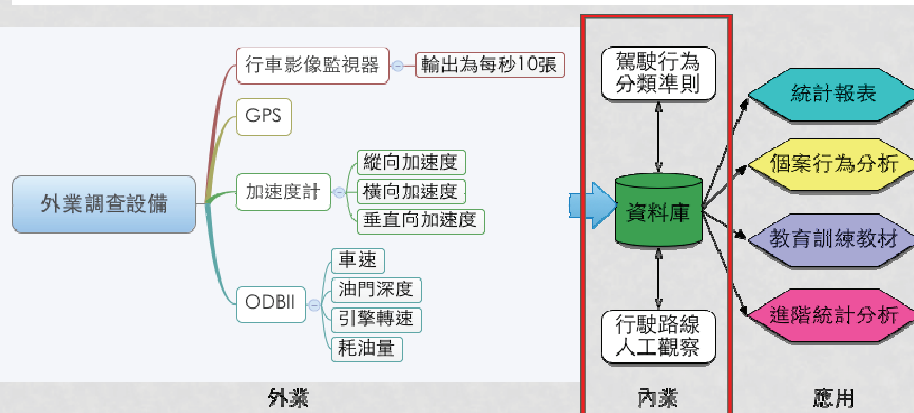 外業調查設備
行車影像監視器
輸出為每秒10張
GPS
加速度計
縱向加速度
橫向加速度
垂直向加速度
ODBII
車速
油門深度
引擎轉速
耗油量
外業
駕駛行為
分類準則
資料庫
行駛路線
人工觀察
內業
統計報表
個案行為分析
教育訓練教材
進階統計分析
應用